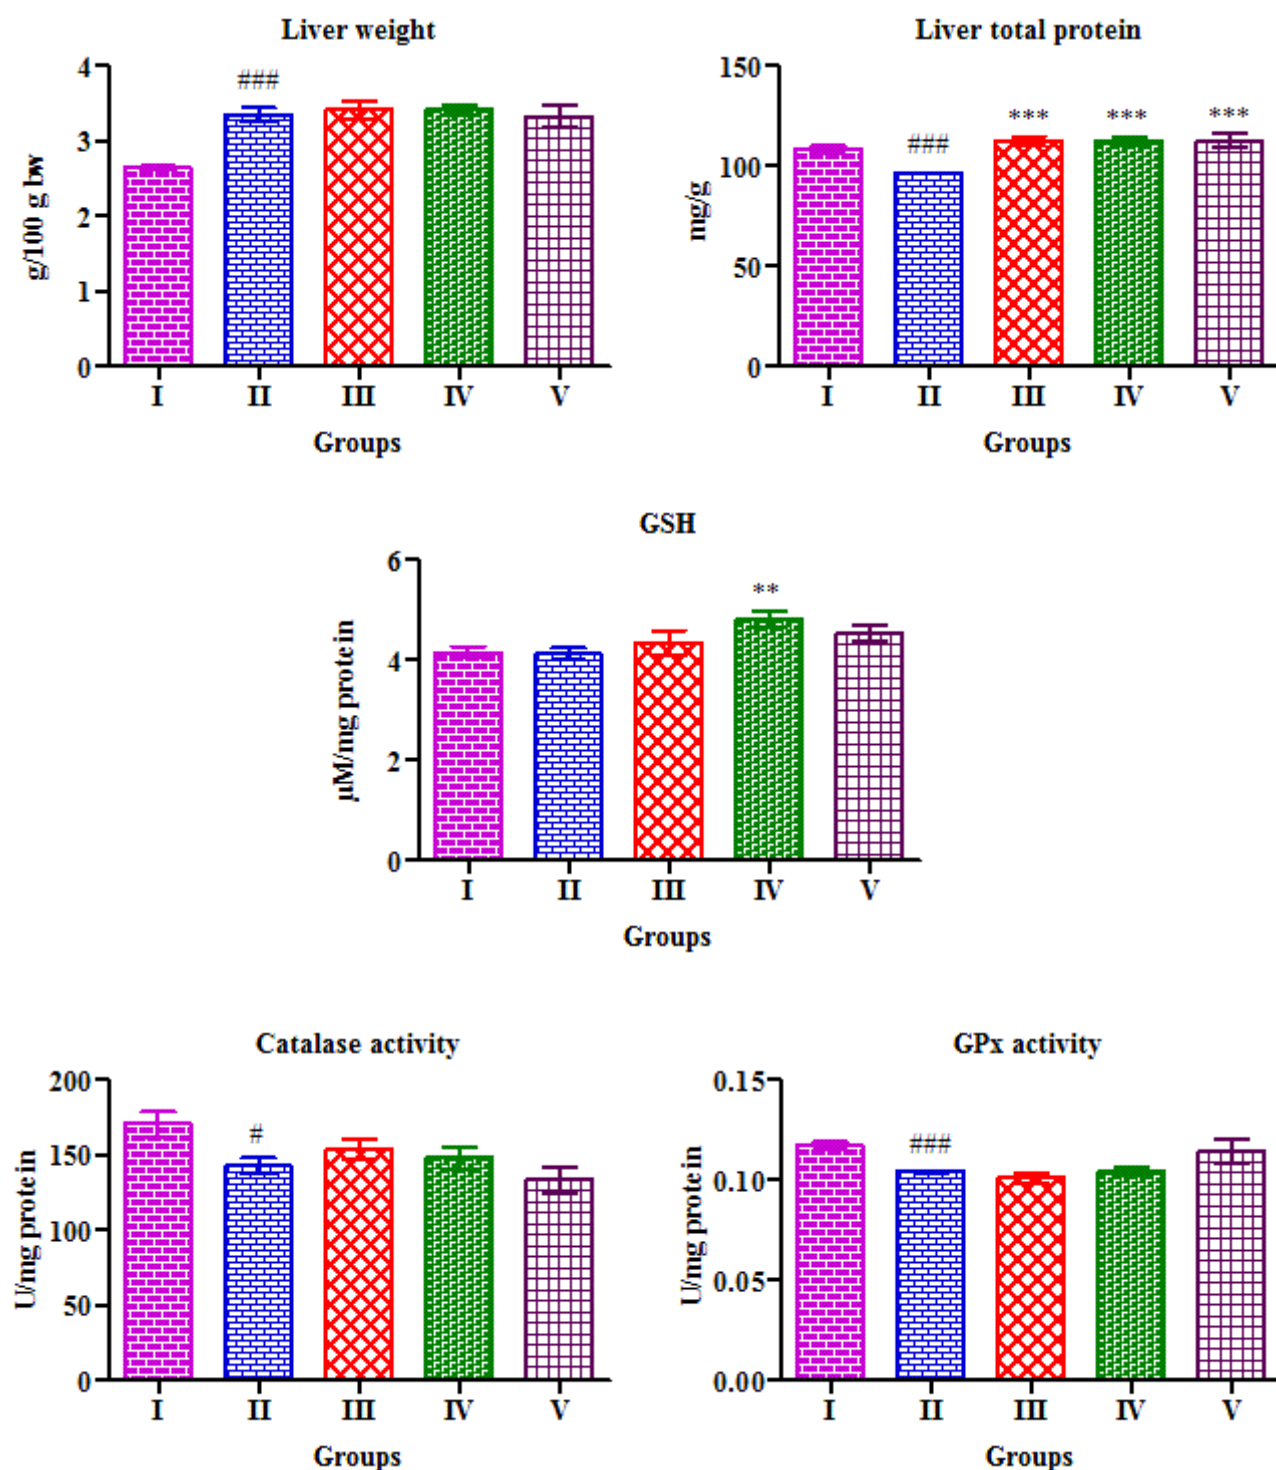 Liver weight
###
4
3
2
1
0
g/100 g bw
I II III IV V
Groups
Liver total protein
### *** *** ***
150
100
50
0
mg/g
I II III IV V
Groups
GSH
**
6
4
2
0
µM/mg protein
I II III IV V
Groups
Catalase activity
#
200
150
100
50
0
U/mg protein
I II III IV V
Groups
GPx activity
###
0.15
0.10
0.05
0.00
U/mg protein
I II III IV V
Groups